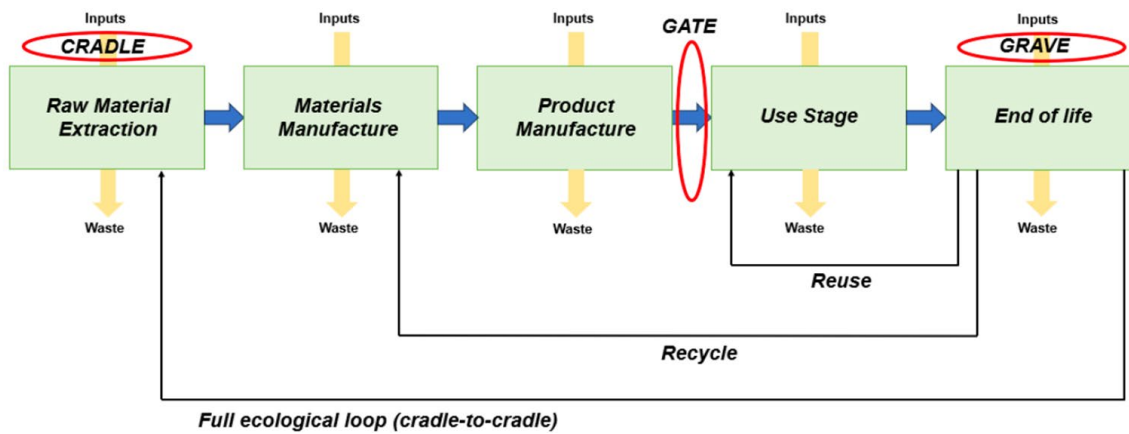 Inputs
Inputs
Inputs
Inputs
Inputs
CRADLE
GATE
GRAVE
Raw Material
Extraction
Materials
Manufacture
Product
Manufacture
Use Stage
End of life
Waste
Waste
Waste
Waste
Waste
Reuse
Recycle
Full ecological loop (cradle-to-cradle)